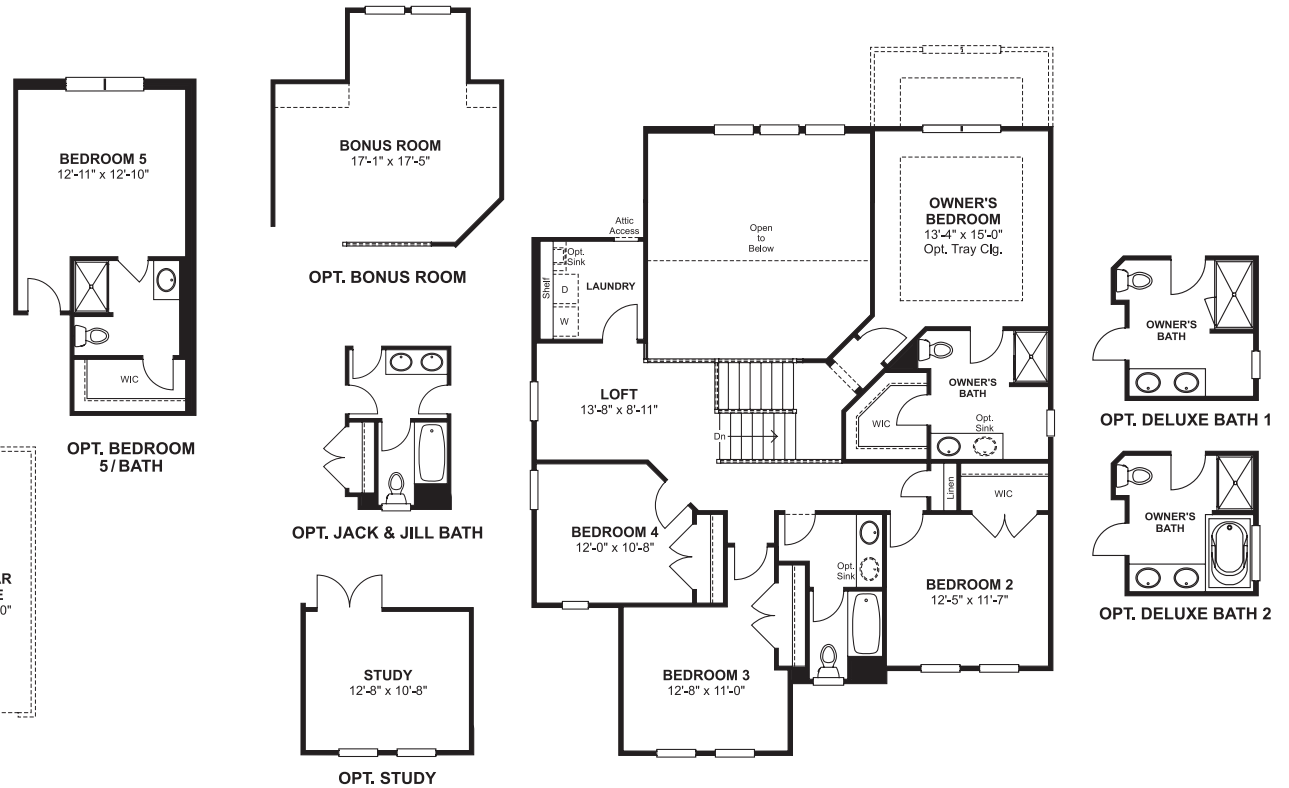 BEDROOM 5
12'-11" x 12'-10"
WIC
OPT. BEDROOM
5/BATH
AR
E
0"
BONUS ROOM
17'-1" x 17'-5"
OPT. BONUS ROOM
OPT. JACK & JILL BATH
STUDY
12'-8" x 10'-8"
OPT. STUDY
Attic
Access
Opt.
Sink
Shelf
D
W
LAUNDRY
Open
to
Below
OWNER'S
BEDROOM
13'-4" x 15'-0"
Opt. Tray Clg.
LOFT
13'-8" x 8'-11"
Dn
WIC
OWNER'S
BATH
Opt.
Sink
Linen
WIC
BEDROOM 4
12'-0" x 10'-8"
Opt.
Sink
BEDROOM 2
12'-5" x 11'-7"
BEDROOM 3
12'-8" x 11'-0"
OWNER'S
BATH
OPT. DELUXE BATH 1
OWNER'S
BATH
OPT. DELUXE BATH 2